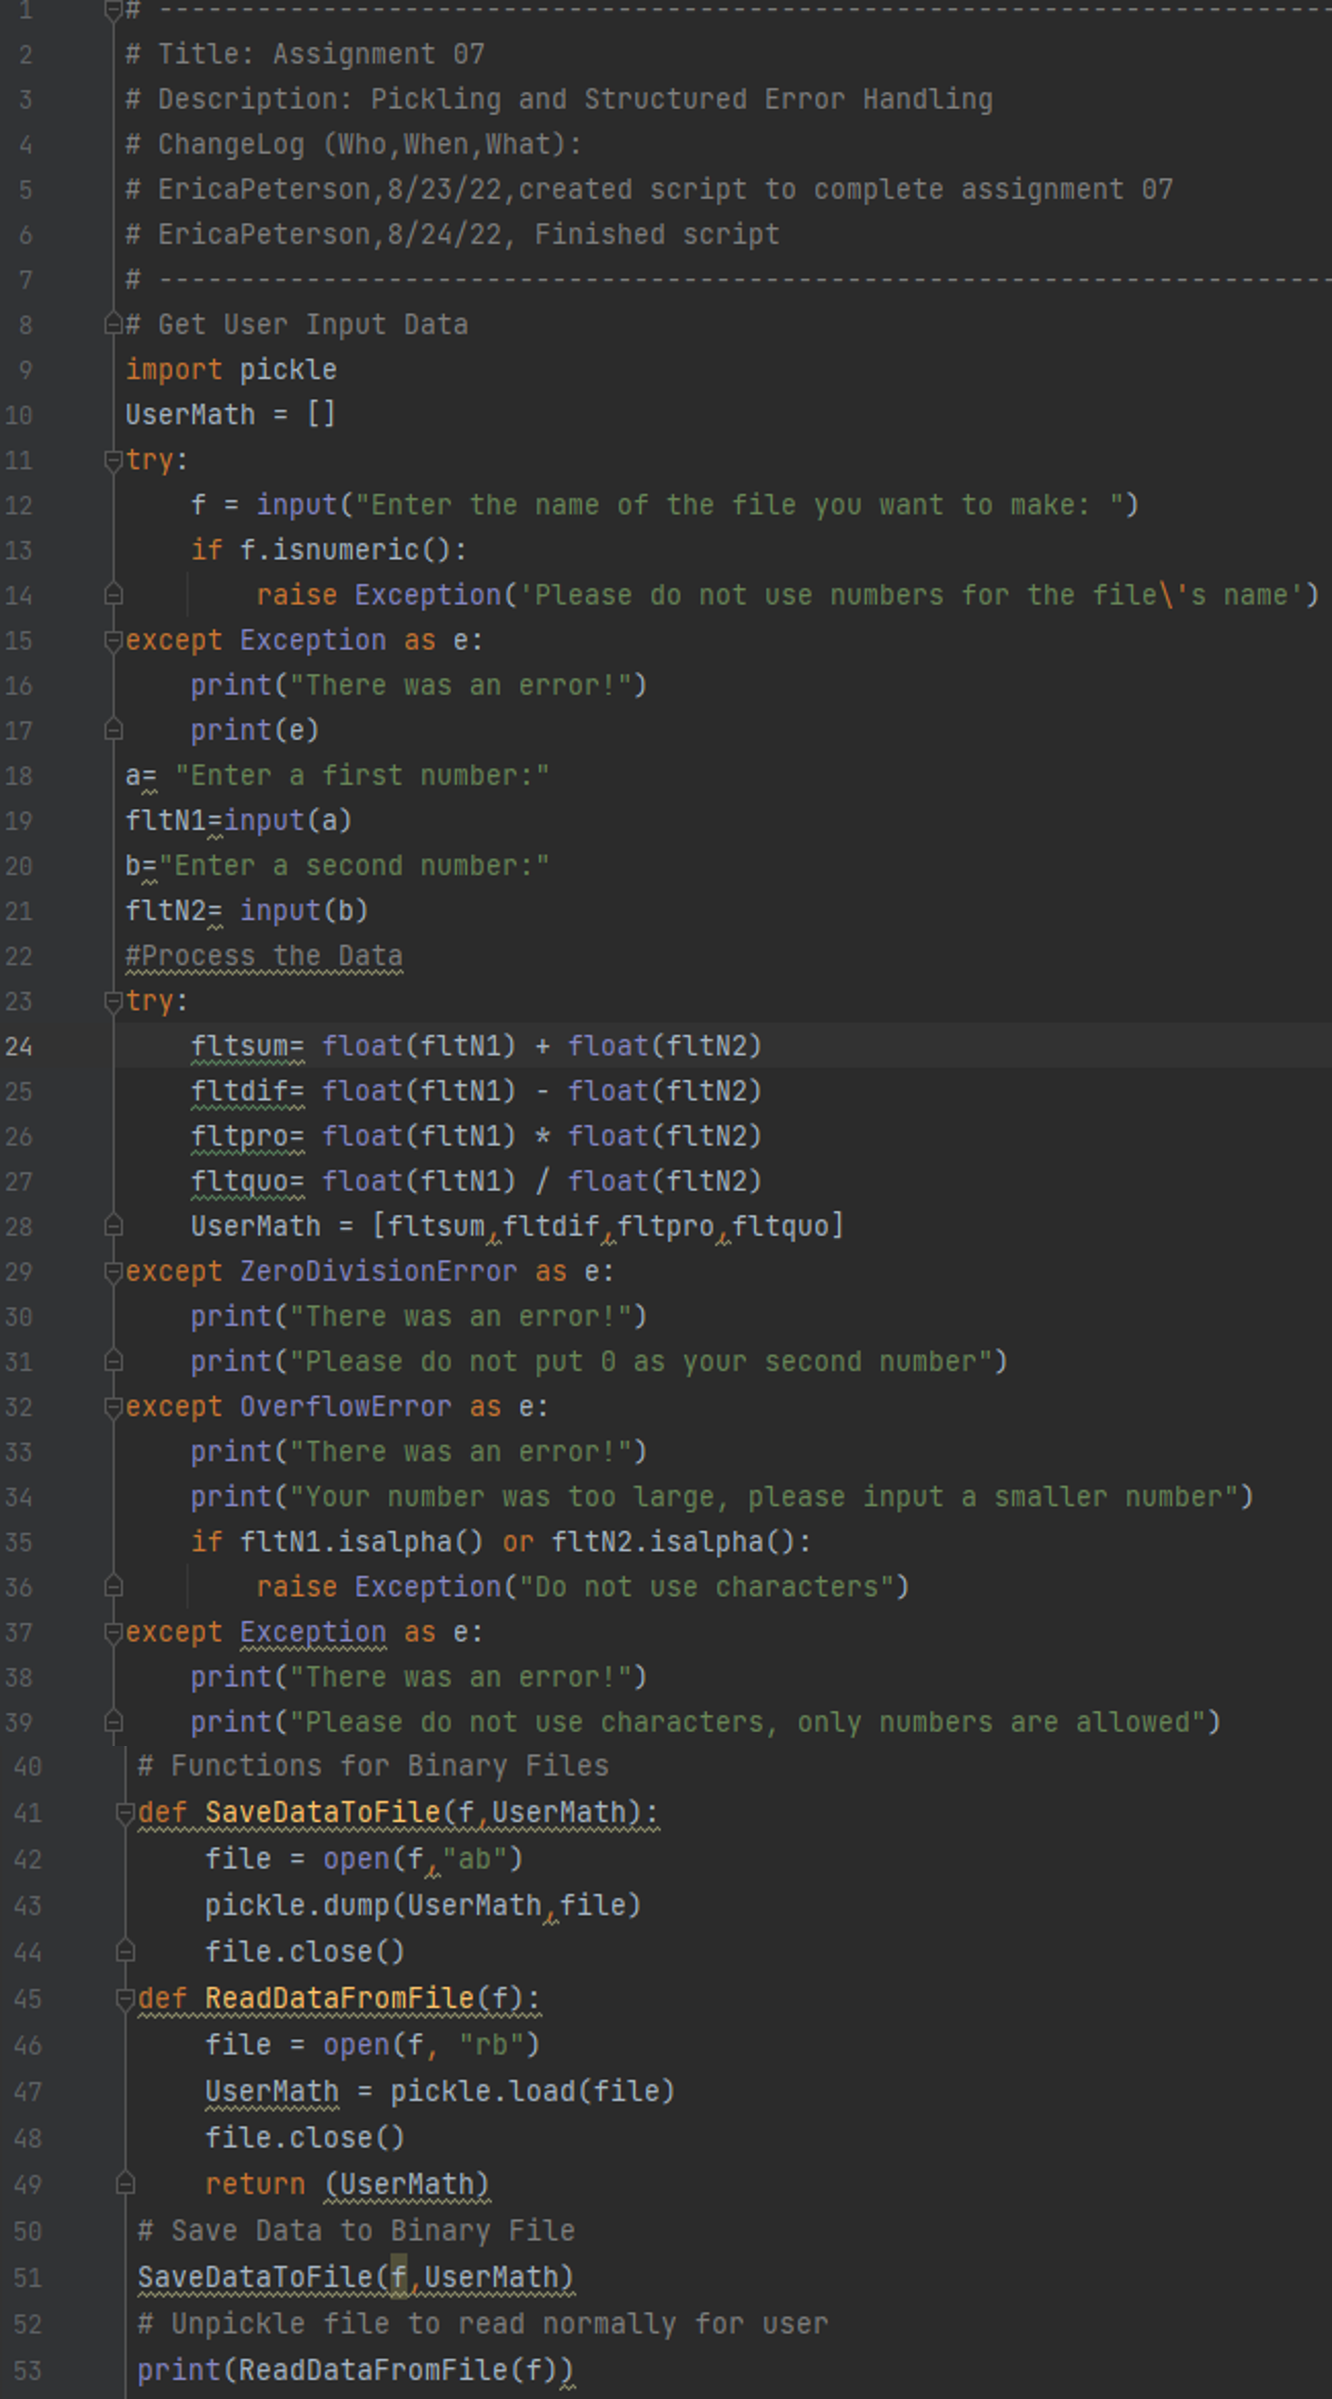 1 # ------------------------------------------------------------------------
2 # Title: Assignment 07
3 # Description: Pickling and Structured Error Handling
4 # ChangeLog (Who,When,What):
5 # EricaPeterson,8/23/22,created script to complete assignment 07
6 # EricaPeterson,8/24/22, Finished script
7 # ------------------------------------------------------------------------
8 # Get User Input Data
9 import pickle
10 UserMath = []
11 try:
12     f = input("Enter the name of the file you want to make: ")
13     if f.isnumeric():
14         raise Exception('Please do not use numbers for the file\'s name')
15 except Exception as e:
16     print("There was an error!")
17     print(e)
18 a= "Enter a first number:"
19 fltN1=input(a)
20 b="Enter a second number:"
21 fltN2= input(b)
22 #Process the Data
23 try:
24     fltsum= float(fltN1) + float(fltN2)
25     fltdif= float(fltN1) - float(fltN2)
26     fltpro= float(fltN1) * float(fltN2)
27     fltquo= float(fltN1) / float(fltN2)
28     UserMath = [fltsum,fltdif,fltpro,fltquo]
29 except ZeroDivisionError as e:
30     print("There was an error!")
31     print("Please do not put 0 as your second number")
32 except OverflowError as e:
33     print("There was an error!")
34     print("Your number was too large, please input a smaller number")
35     if fltN1.isalpha() or fltN2.isalpha():
36         raise Exception("Do not use characters")
37 except Exception as e:
38     print("There was an error!")
39     print("Please do not use characters, only numbers are allowed")
40 # Functions for Binary Files
41 def SaveDataToFile(f,UserMath):
42     file = open(f,"ab")
43     pickle.dump(UserMath,file)
44     file.close()
45 def ReadDataFromFile(f):
46     file = open(f, "rb")
47     UserMath = pickle.load(file)
48     file.close()
49     return (UserMath)
50 # Save Data to Binary File
51 SaveDataToFile(f,UserMath)
52 # Unpickle file to read normally for user
53 print(ReadDataFromFile(f))